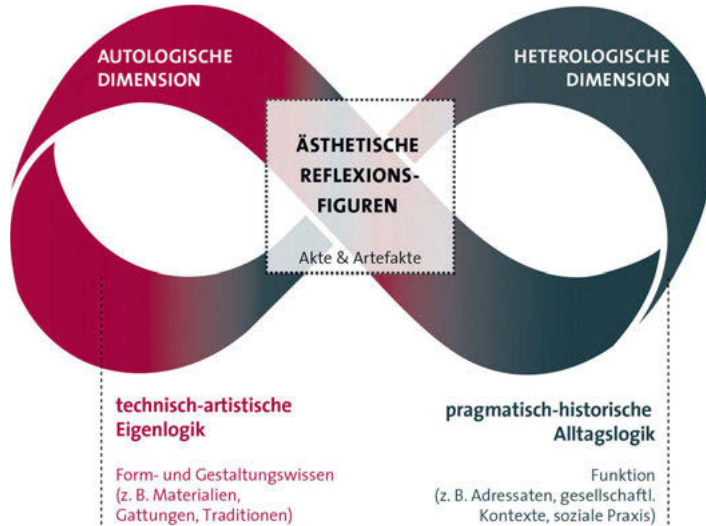 AUTOLOGISCHE
DIMENSION
HETEROLOGISCHE
DIMENSION
ÄSTHETISCHE
REFLEXIONS-
FIGUREN
Akte & Artefakte
technisch-artistische
Eigenlogik
Form- und Gestaltungswissen
(z. B. Materialien,
Gattungen, Traditionen)
pragmatisch-historische
Alltagslogik
Funktion
(z. B. Adressaten, gesellschaftl.
Kontexte, soziale Praxis)